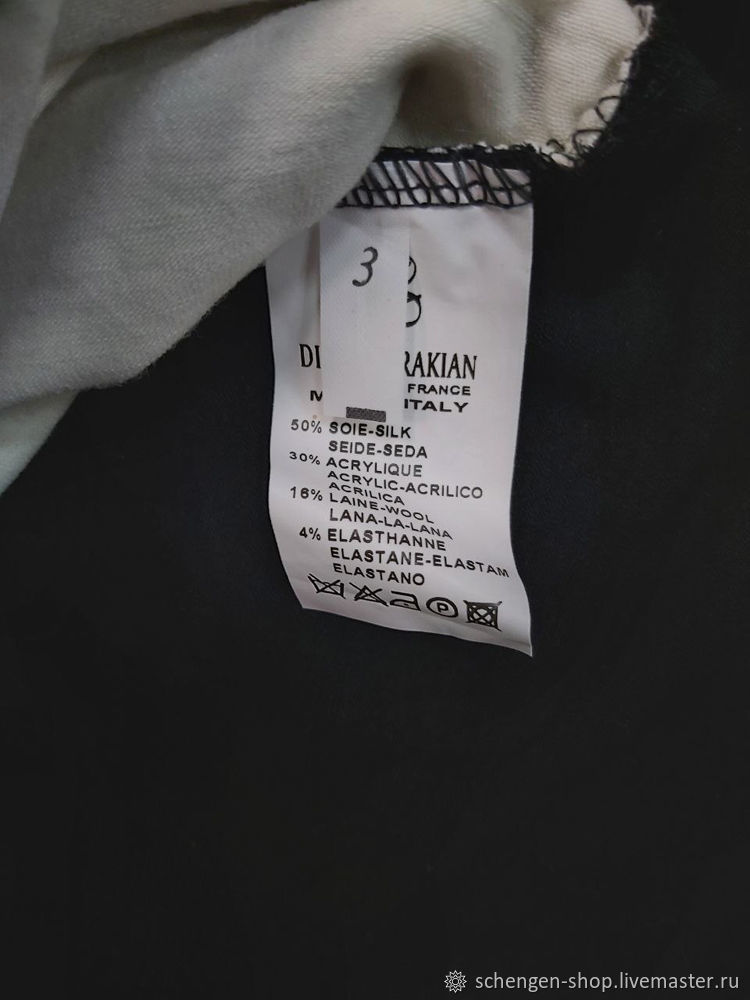 3
RAKIAN
FRANCE
ITALY
50% SOIE-SILK
SEIDE-SEDA
30% ACRYLIQUE
ACRYLIC-ACRILICO
ACRILICA
16% LAINE-WOOL
LANA-LA-LANA
4% ELASTHANNE
ELASTANE-ELASTAM
ELASTANO
P
schengen-shop.livemaster.ru